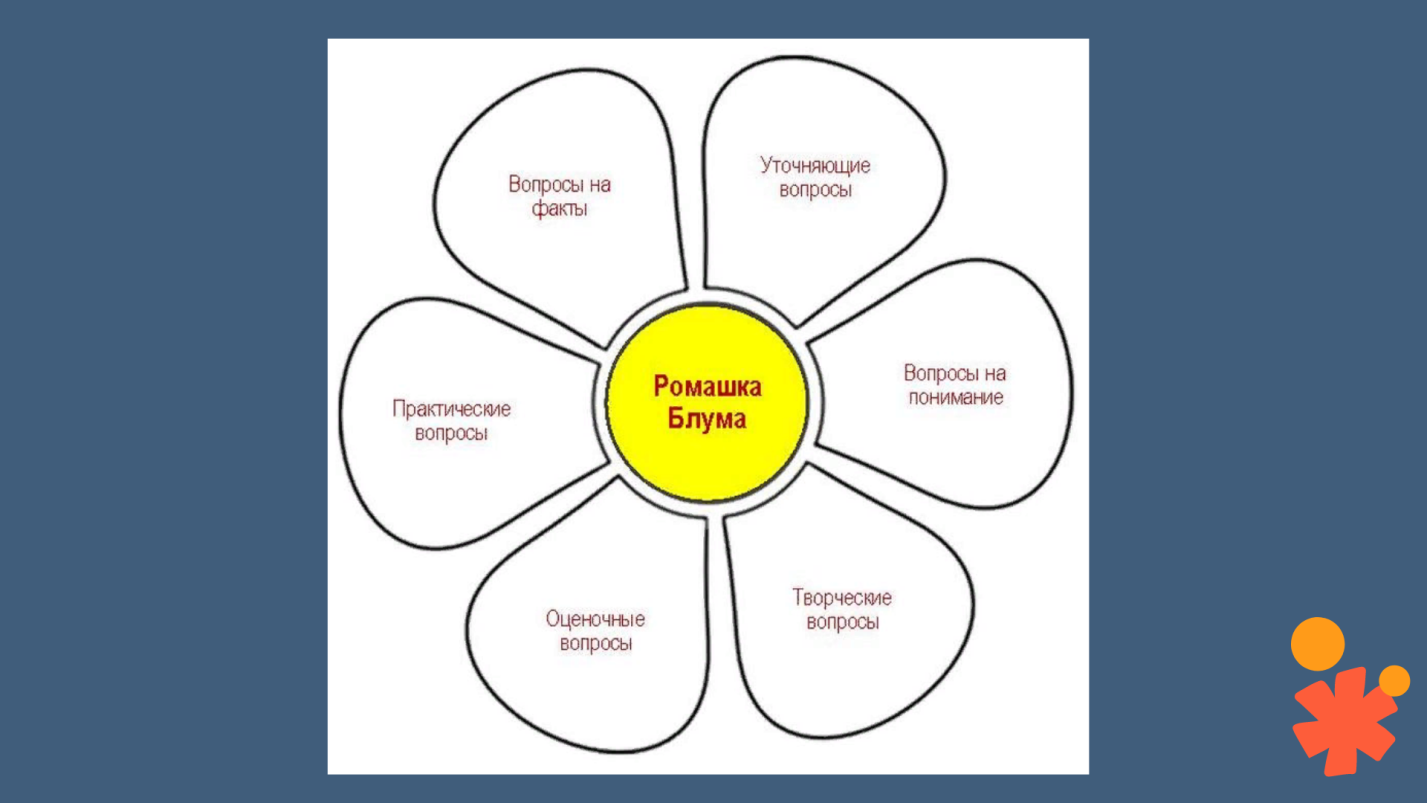 Вопросы на
факты
Уточняющие
вопросы
Вопросы на
понимание
Ромашка
Блума
Практические
вопросы
Оценочные
вопросы
Творческие
вопросы